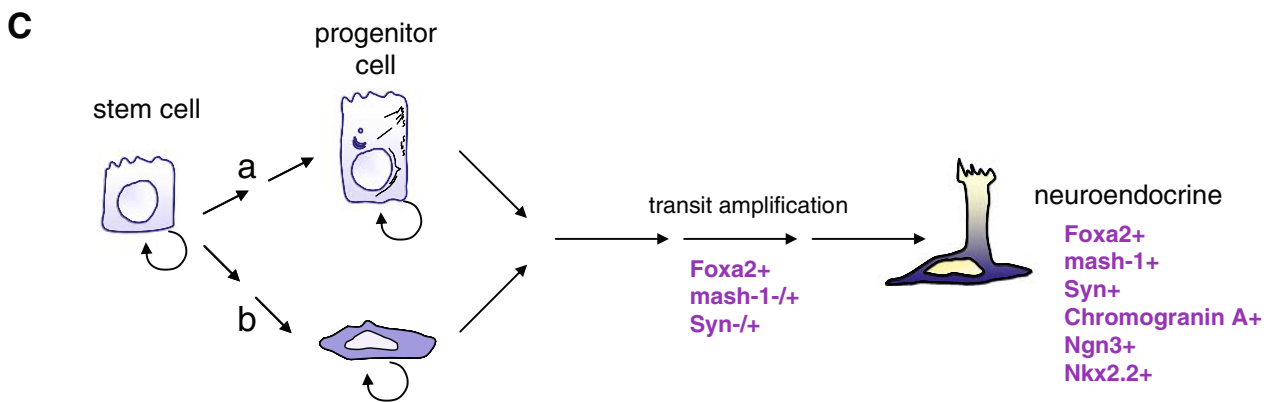 C
progenitor
cell
stem cell
a
b
transit amplification
Foxa2+
mash-1-/+
Syn-/+
neuroendocrine
Foxa2+
mash-1+
Syn+
Chromogranin A+
Ngn3+
Nkx2.2+